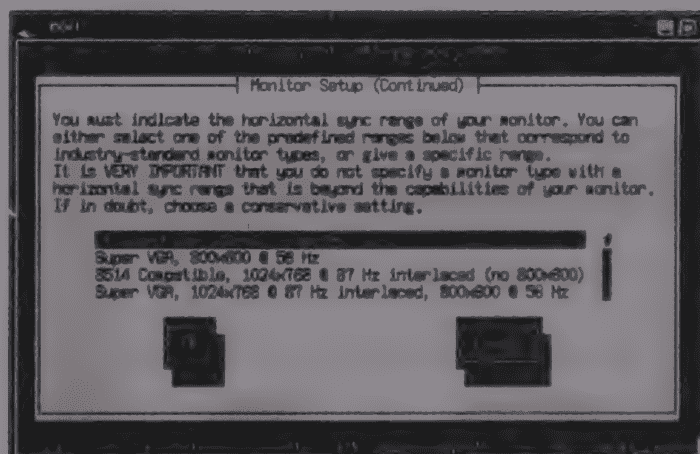 Monitor Setup (Continued)
You must indicate the horizontal sync range of your monitor. You can
either select one of the predefined ranges below that correspond to
industry-standard monitor types, or give a specific range.
It is VERY IMPORTANT that you do not specify a monitor type with a
horizontal sync range that is beyond the capabilities of your monitor.
If in doubt, choose a conservative setting.
Super VGA, 800x600 @ 56 Hz
8514 Compatible, 1024x768 @ 87 Hz interlaced (no 800x600)
Super VGA, 1024x768 @ 87 Hz interlaced, 800x600 @ 56 Hz